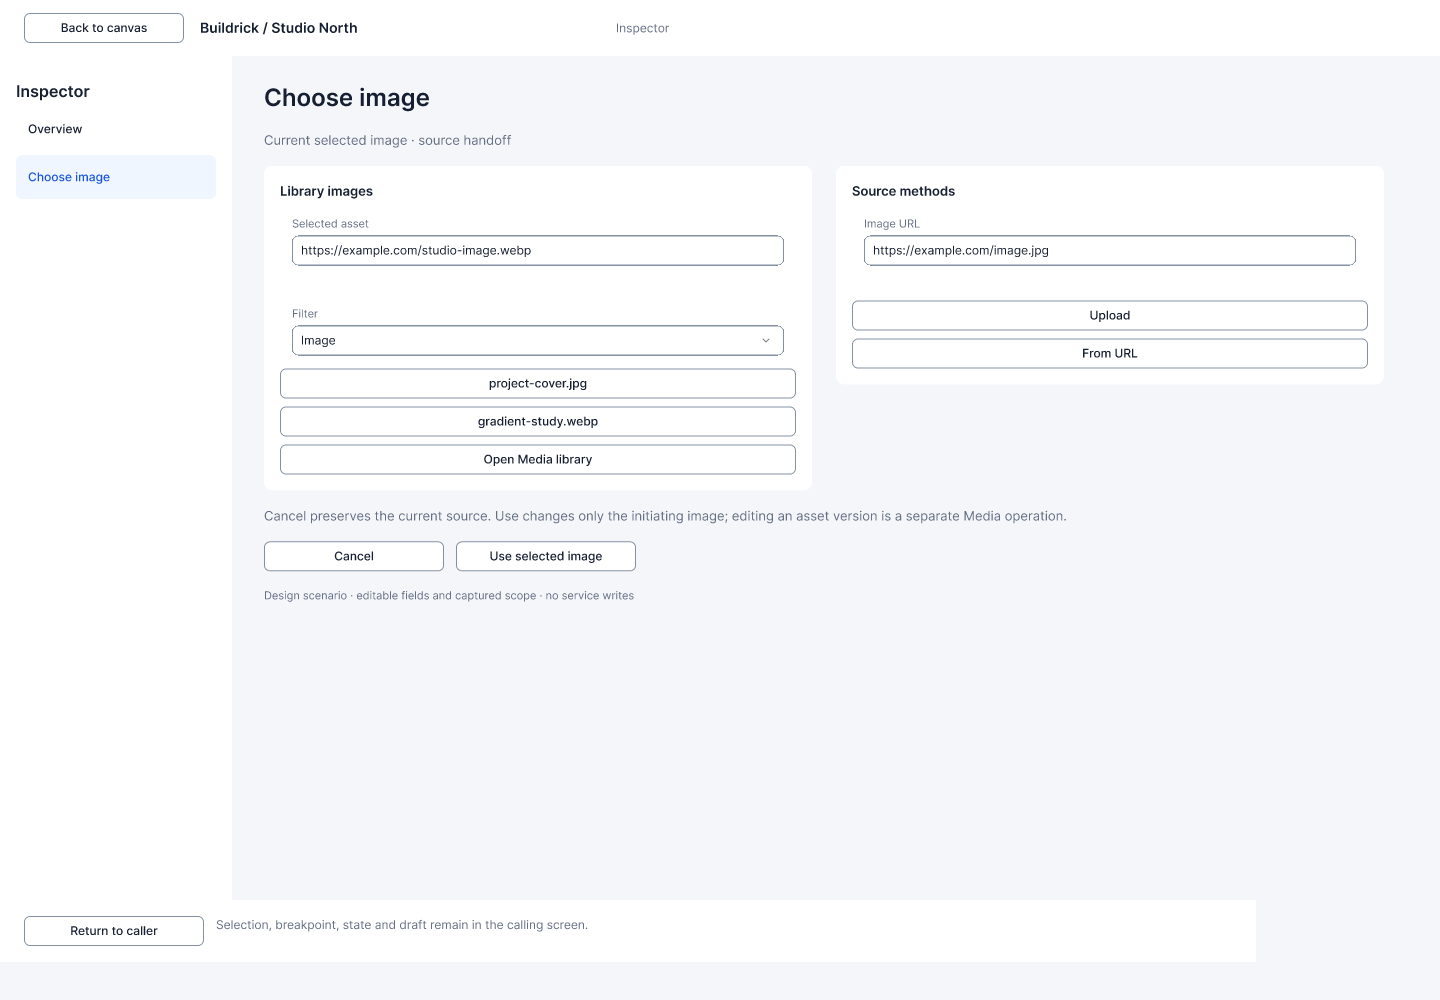 Back to canvas
Buildrick / Studio North
Inspector
Inspector
Overview
Choose image
Choose image
Current selected image · source handoff
Library images
Selected asset
https://example.com/studio-image.webp
Filter
Image
project-cover.jpg
gradient-study.webp
Open Media library
Source methods
Image URL
https://example.com/image.jpg
Upload
From URL
Cancel preserves the current source. Use changes only the initiating image; editing an asset version is a separate Media operation.
Cancel
Use selected image
Design scenario · editable fields and captured scope · no service writes
Return to caller
Selection, breakpoint, state and draft remain in the calling screen.